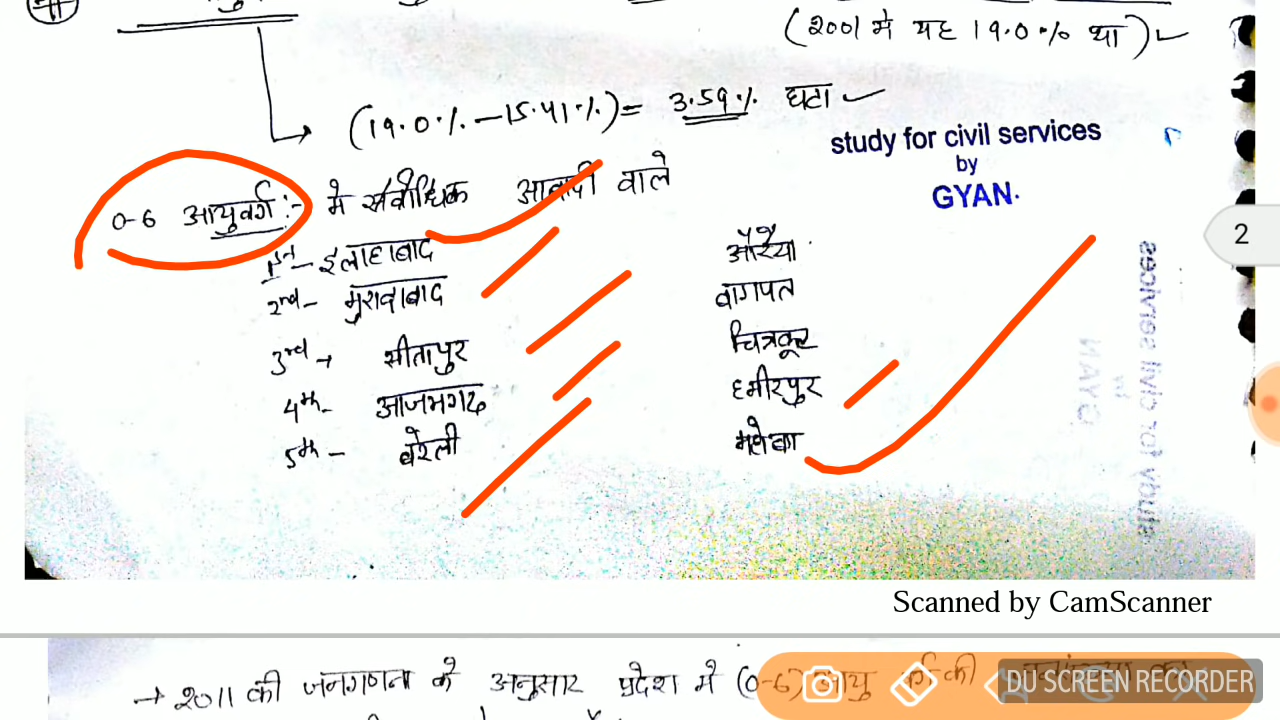 (2001 में यह 19.0% था)
(19.0% - 15.41%) = 3.59% घटा
study for civil services
by
GYAN.
0-6 आयुवर्ग :- में सर्वाधिक आबादी वाले
1st - इलाहाबाद औरैया
2nd - मुरादाबाद बागपत
3rd → सीतापुर चित्रकूट
4th - आजमगढ़ हमीरपुर
5th - बरेली महोबा
2
Scanned by CamScanner
→ 2011 की जनगणना के अनुसार प्रदेश में (0-6) आयु की
DU SCREEN RECORDER